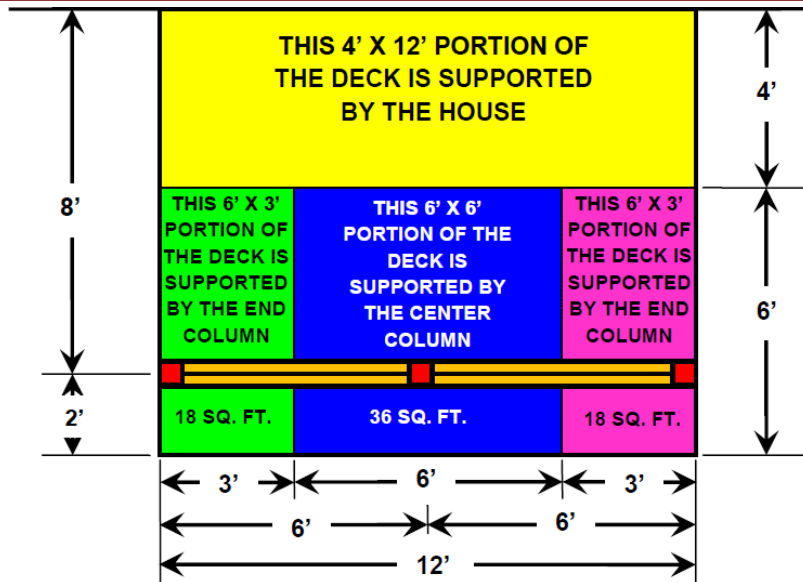 THIS 4’ X 12’ PORTION OF
THE DECK IS SUPPORTED
BY THE HOUSE
4’
8’
THIS 6’ X 3’
PORTION OF
THE DECK IS
SUPPORTED
BY THE END
COLUMN
THIS 6’ X 6’
PORTION OF THE
DECK IS
SUPPORTED BY
THE CENTER
COLUMN
THIS 6’ X 3’
PORTION OF
THE DECK IS
SUPPORTED
BY THE END
COLUMN
6’
2’
18 SQ. FT.
36 SQ. FT.
18 SQ. FT.
3’
6’
3’
6’
6’
12’